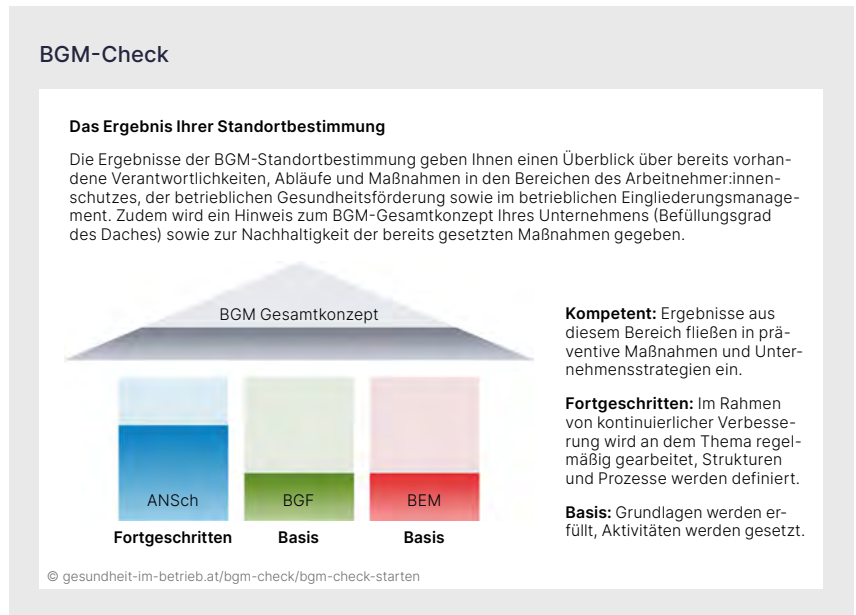 BGM-Check
Das Ergebnis Ihrer Standortbestimmung
Die Ergebnisse der BGM-Standortbestimmung geben Ihnen einen Überblick über bereits vorhan-
dene Verantwortlichkeiten, Abläufe und Maßnahmen in den Bereichen des Arbeitnehmer:innen-
schutzes, der betrieblichen Gesundheitsförderung sowie im betrieblichen Eingliederungsmanage-
ment. Zudem wird ein Hinweis zum BGM-Gesamtkonzept Ihres Unternehmens (Befüllungsgrad
des Daches) sowie zur Nachhaltigkeit der bereits gesetzten Maßnahmen gegeben.
BGM Gesamtkonzept
ANSch
BGF
BEM
Fortgeschritten
Basis
Basis
Kompetent: Ergebnisse aus
diesem Bereich fließen in prä-
ventive Maßnahmen und Unter-
nehmensstrategien ein.
Fortgeschritten: Im Rahmen
von kontinuierlicher Verbesse-
rung wird an dem Thema regel-
mäßig gearbeitet, Strukturen
und Prozesse werden definiert.
Basis: Grundlagen werden er-
füllt, Aktivitäten werden gesetzt.
© gesundheit-im-betrieb.at/bgm-check/bgm-check-starten